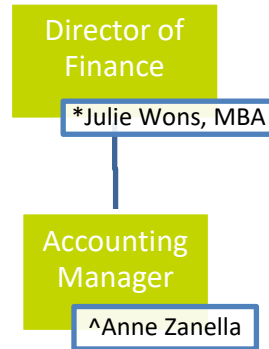 Director of
Finance
*Julie Wons, MBA
Accounting
Manager
^Anne Zanella